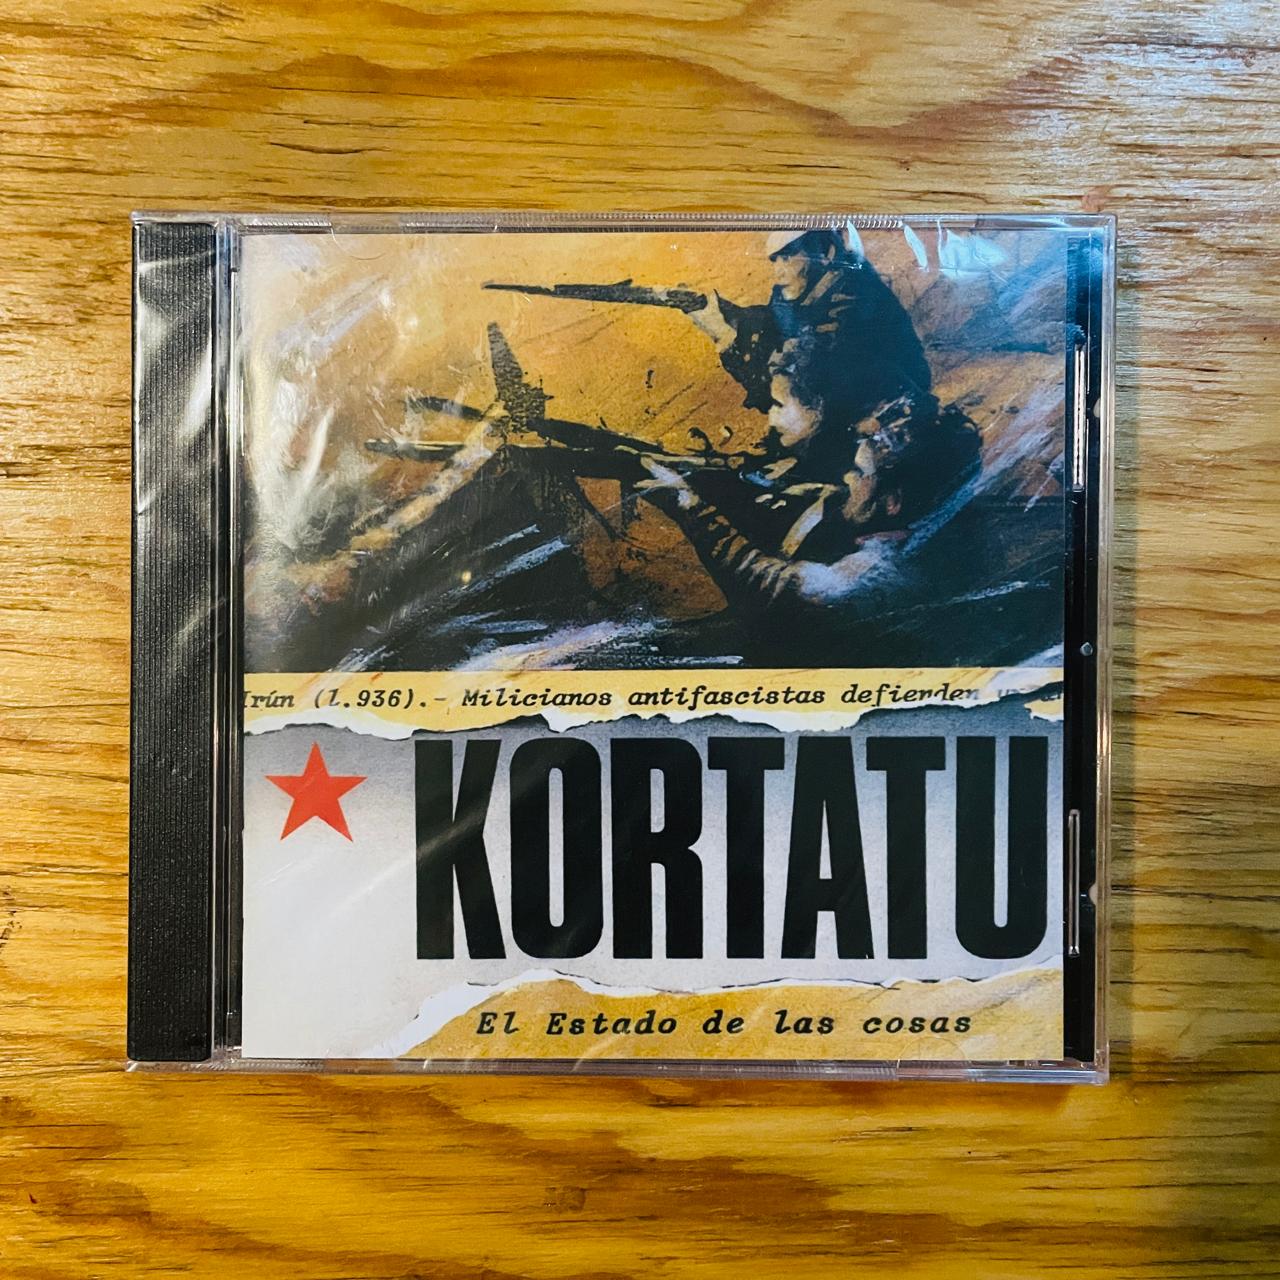 Irún (1.936).- Milicianos antifascistas defienden
KORTATU
El Estado de las cosas